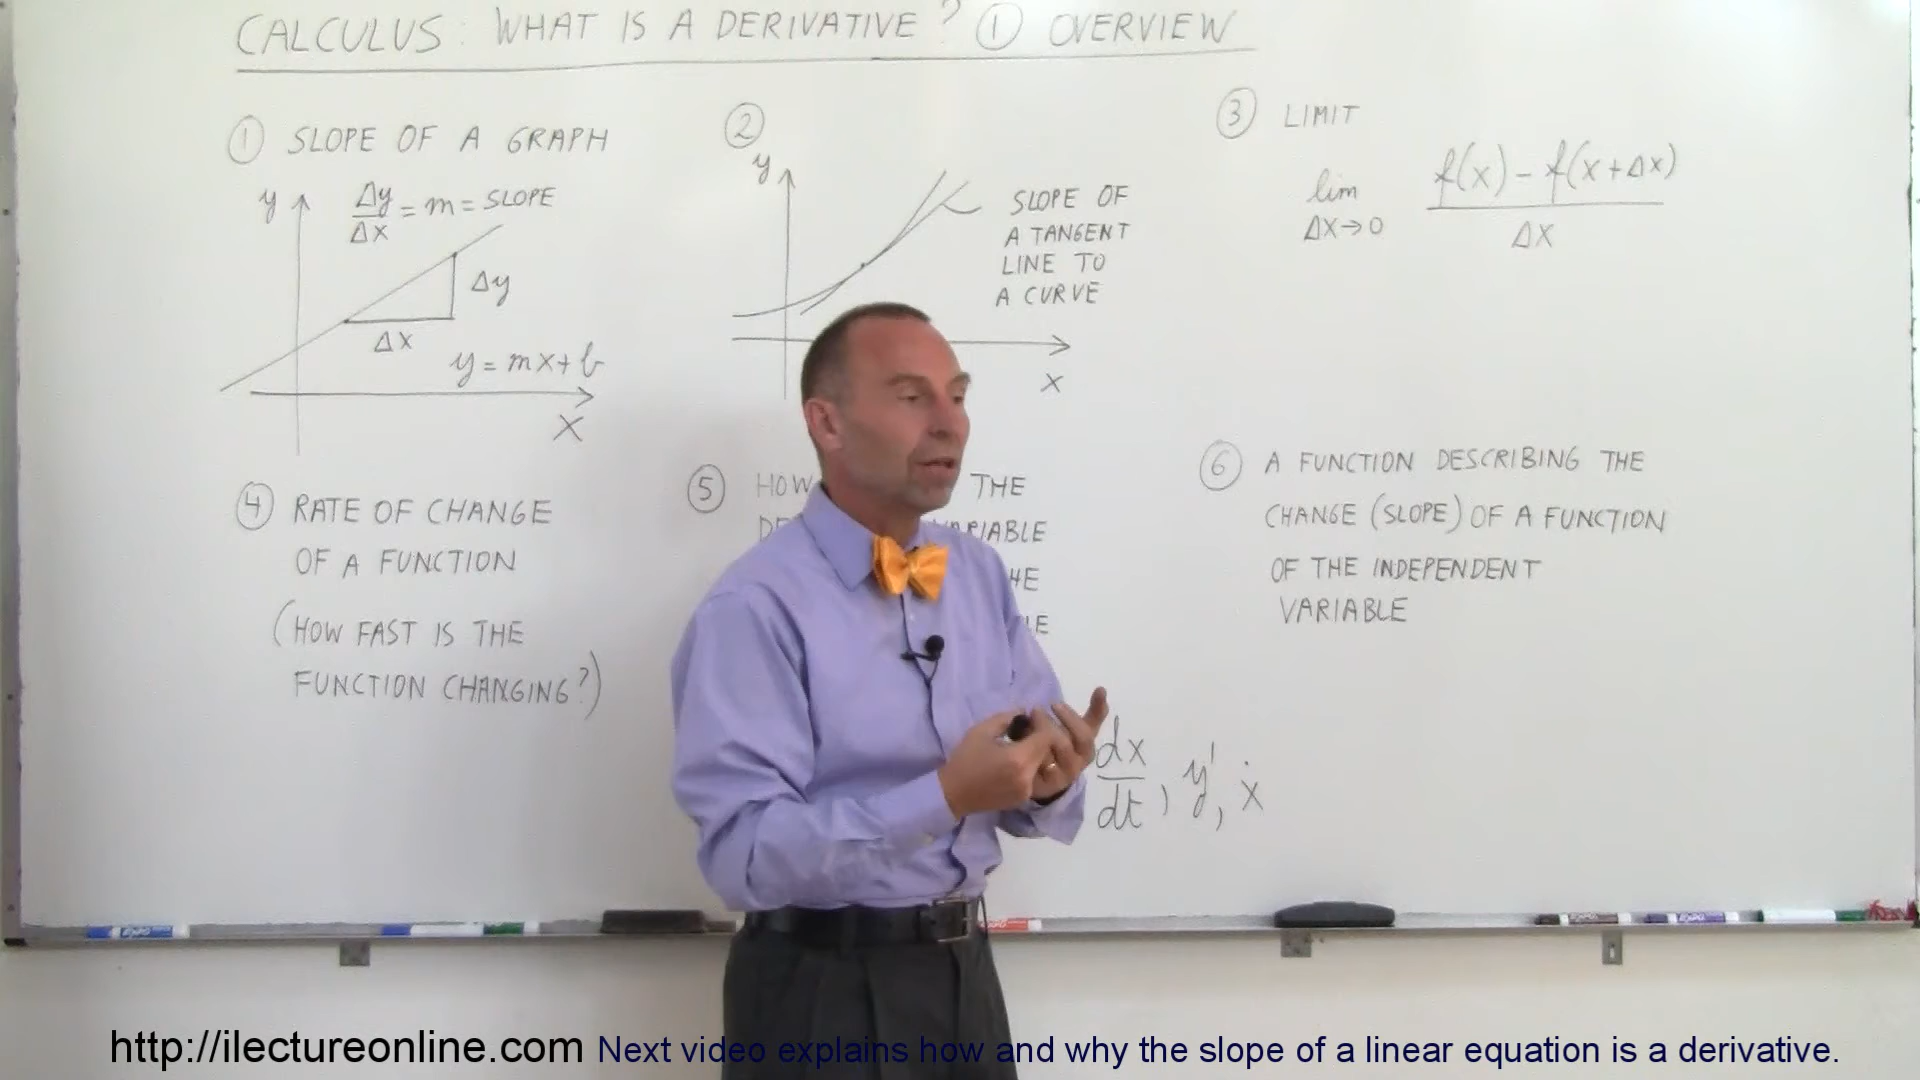 CALCULUS: WHAT IS A DERIVATIVE? ① OVERVIEW
① SLOPE OF A GRAPH
y
Δy/Δx = m = SLOPE
Δy
Δx
y = mx + b
X
②
y
SLOPE OF
A TANGENT
LINE TO
A CURVE
X
③ LIMIT
lim Δx→0 (f(x) - f(x+Δx))/Δx
④ RATE OF CHANGE
OF A FUNCTION
(HOW FAST IS THE
FUNCTION CHANGING?)
⑤ HOW THE
⑥ A FUNCTION DESCRIBING THE
CHANGE (SLOPE) OF A FUNCTION
OF THE INDEPENDENT
VARIABLE
dx/dt, y', ẋ
http://ilectureonline.com Next video explains how and why the slope of a linear equation is a derivative.